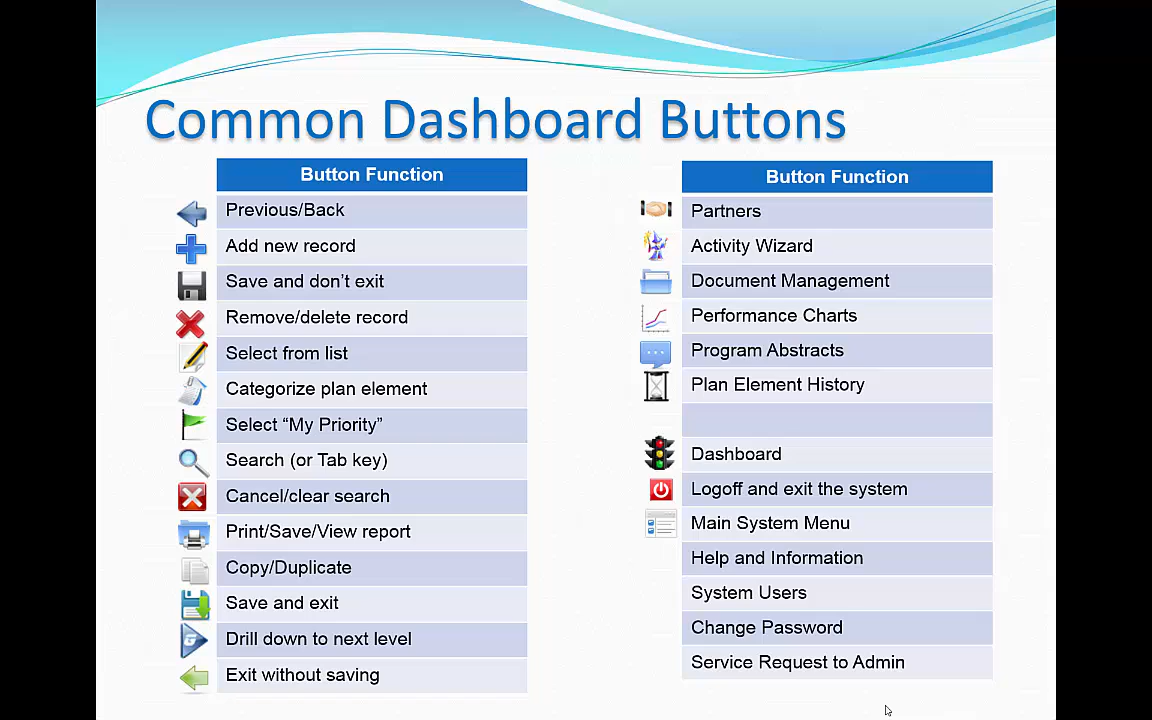 Common Dashboard Buttons
Button Function
Previous/Back
Add new record
Save and don’t exit
Remove/delete record
Select from list
Categorize plan element
Select “My Priority”
Search (or Tab key)
Cancel/clear search
Print/Save/View report
Copy/Duplicate
Save and exit
Drill down to next level
Exit without saving
Button Function
Partners
Activity Wizard
Document Management
Performance Charts
Program Abstracts
Plan Element History
Dashboard
Logoff and exit the system
Main System Menu
Help and Information
System Users
Change Password
Service Request to Admin